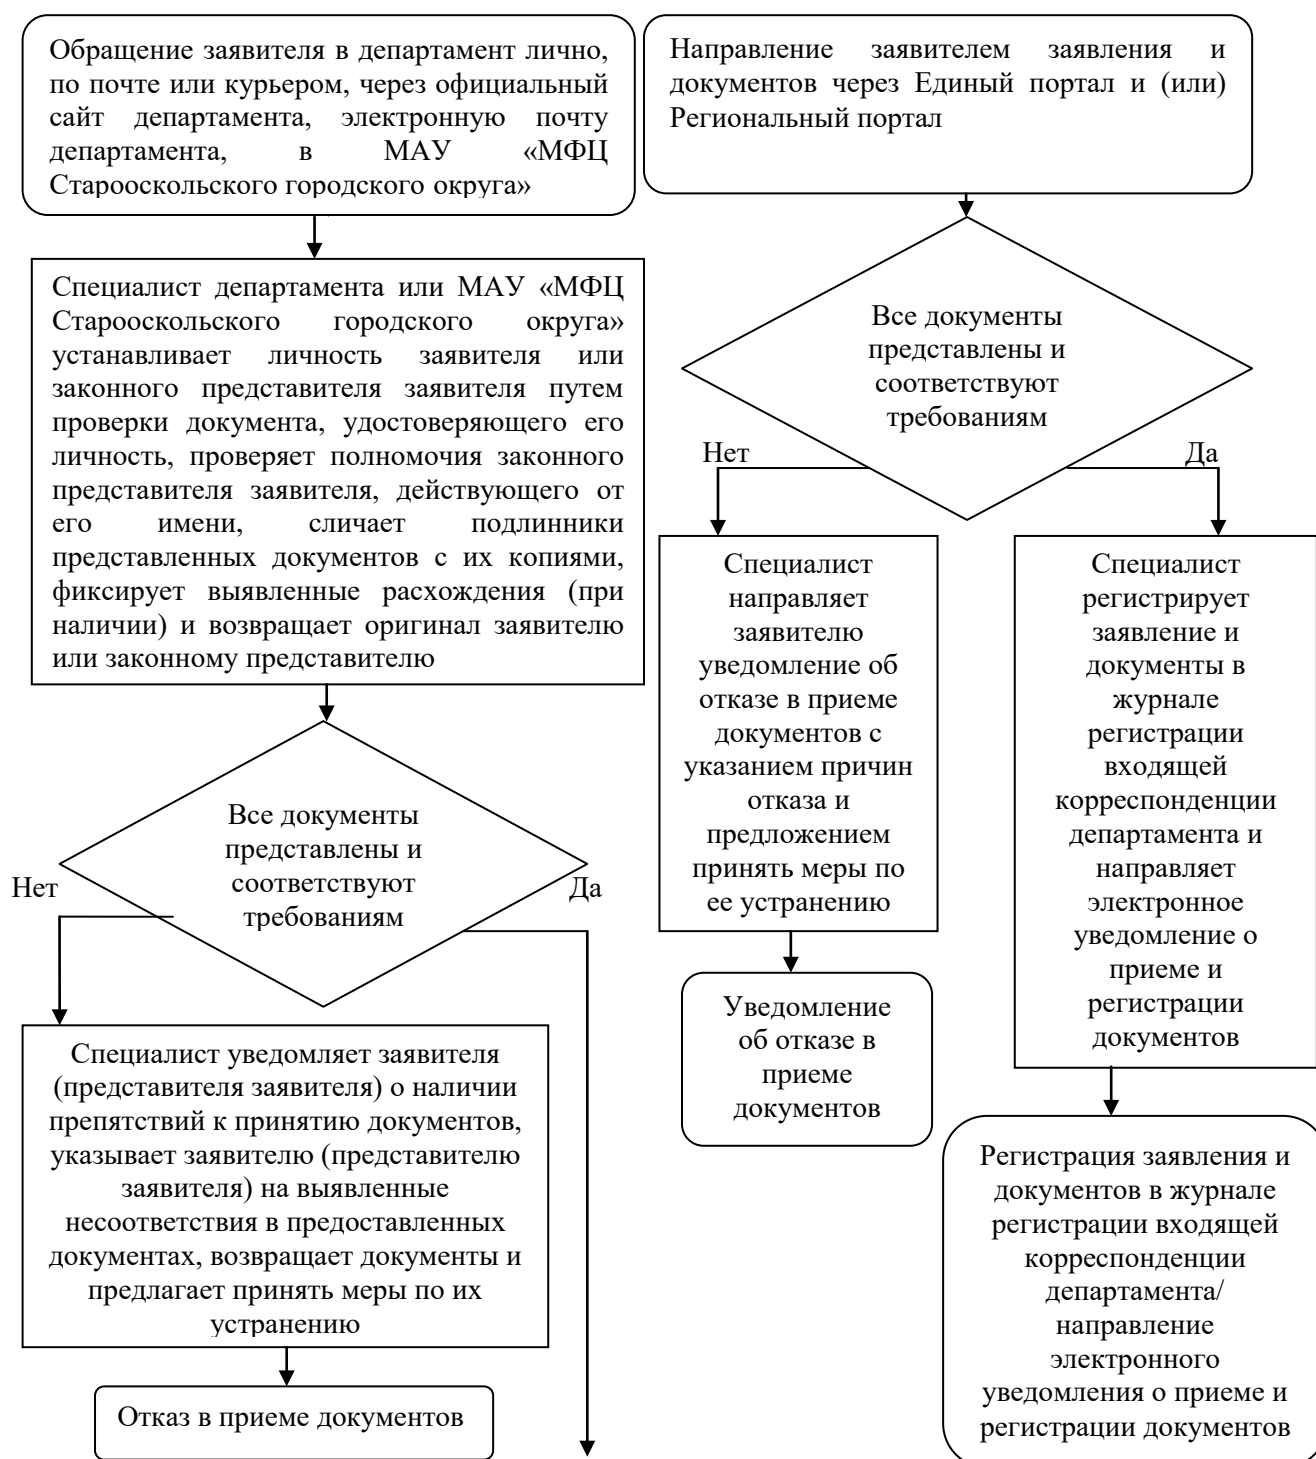 Обращение заявителя в департамент лично,
по почте или курьером, через официальный
сайт департамента, электронную почту
департамента, в МАУ «МФЦ
Старооскольского городского округа»
Направление заявителем заявления и
документов через Единый портал и (или)
Региональный портал
Специалист департамента или МАУ «МФЦ
Старооскольского городского округа»
устанавливает личность заявителя или
законного представителя заявителя путем
проверки документа, удостоверяющего его
личность, проверяет полномочия законного
представителя заявителя, действующего от
его имени, сличает подлинники
представленных документов с их копиями,
фиксирует выявленные расхождения (при
наличии) и возвращает оригинал заявителю
или законному представителю
Все документы
представлены и
соответствуют
требованиям
Нет
Да
Специалист
направляет
заявителю
уведомление об
отказе в приеме
документов с
указанием причин
отказа и
предложением
принять меры по
ее устранению
Специалист
регистрирует
заявление и
документы в
журнале
регистрации
входящей
корреспонденции
департамента и
направляет
электронное
уведомление о
приеме и
регистрации
документов
Все документы
представлены и
соответствуют
требованиям
Нет
Да
Уведомление
об отказе в
приеме
документов
Специалист уведомляет заявителя
(представителя заявителя) о наличии
препятствий к принятию документов,
указывает заявителю (представителю
заявителя) на выявленные
несоответствия в предоставленных
документах, возвращает документы и
предлагает принять меры по их
устранению
Регистрация заявления и
документов в журнале
регистрации входящей
корреспонденции
департамента/
направление
электронного
уведомления о приеме и
регистрации документов
Отказ в приеме документов